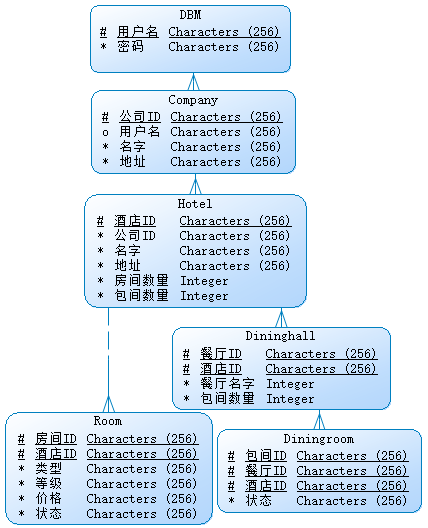 DBM
# 用户名 Characters (256)
* 密码 Characters (256)
Company
# 公司ID Characters (256)
o 用户名 Characters (256)
* 名字 Characters (256)
* 地址 Characters (256)
Hotel
# 酒店ID Characters (256)
* 公司ID Characters (256)
* 名字 Characters (256)
* 地址 Characters (256)
* 房间数量 Integer
* 包间数量 Integer
Dininghall
# 餐厅ID Characters (256)
# 酒店ID Characters (256)
* 餐厅名字 Integer
* 包间数量 Integer
Room
# 房间ID Characters (256)
# 酒店ID Characters (256)
* 类型 Characters (256)
* 等级 Characters (256)
* 价格 Characters (256)
* 状态 Characters (256)
Diningroom
# 包间ID Characters (256)
# 餐厅ID Characters (256)
# 酒店ID Characters (256)
* 状态 Characters (256)